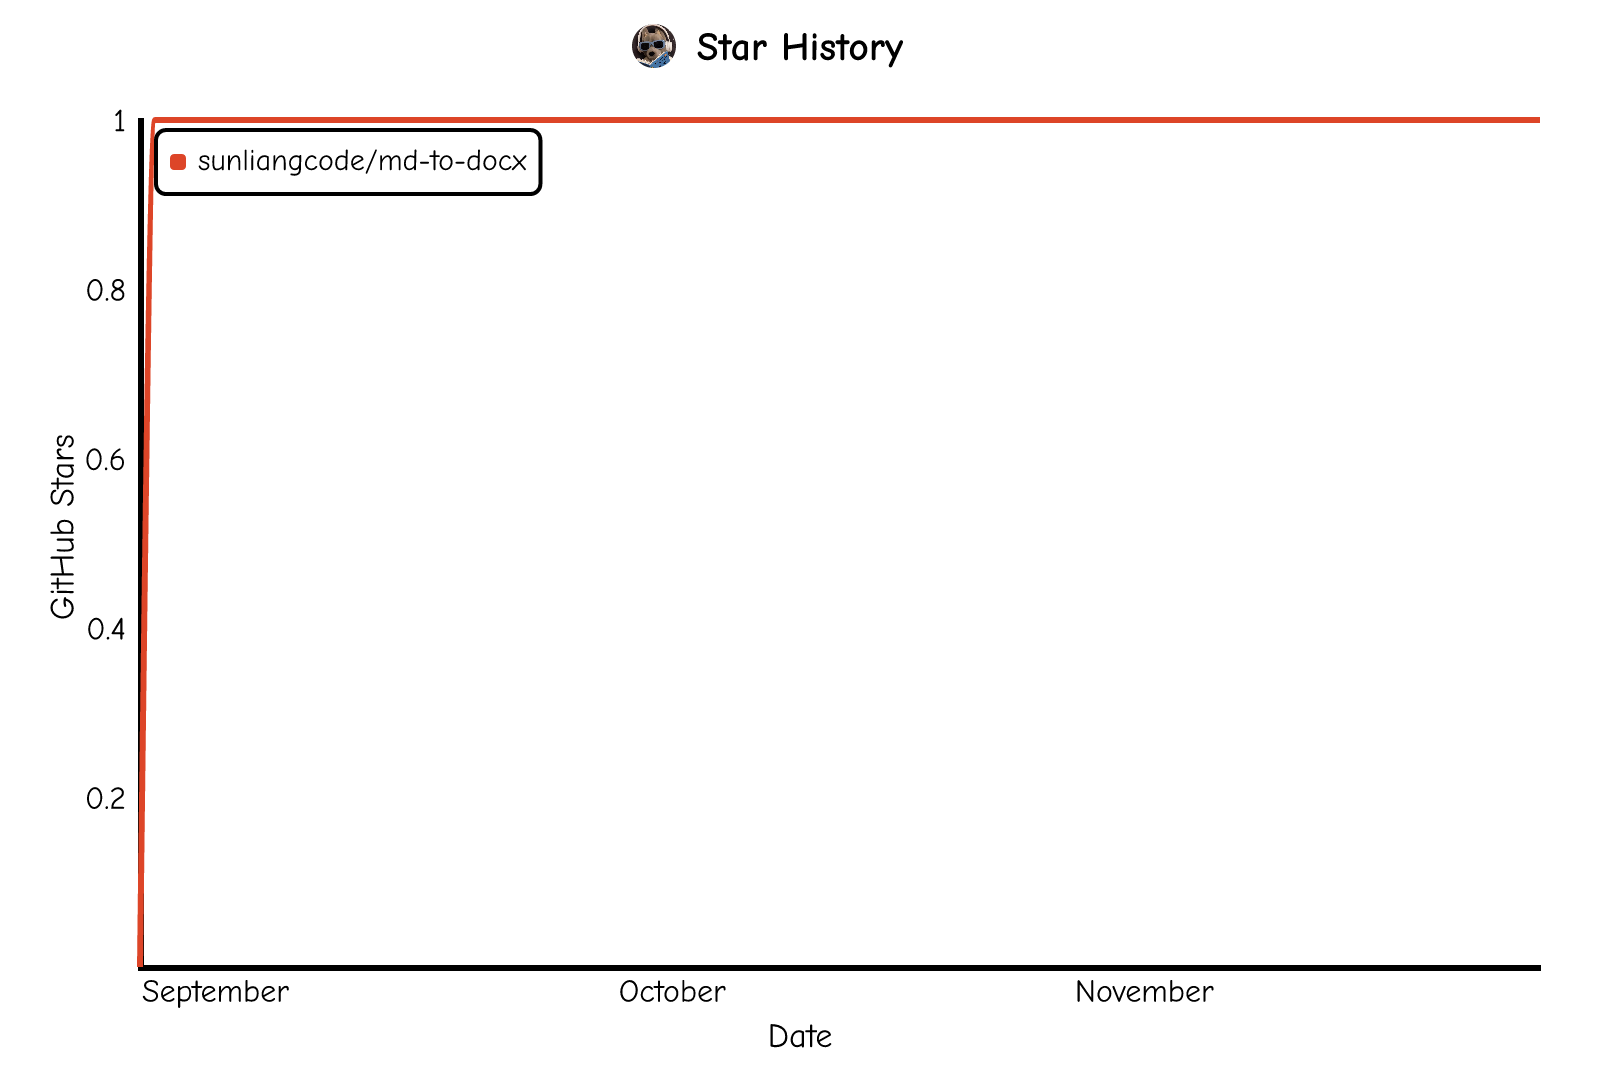 Star History
1
sunliangcode/md-to-docx
0.8
0.6
0.4
0.2
GitHub Stars
September October November
Date